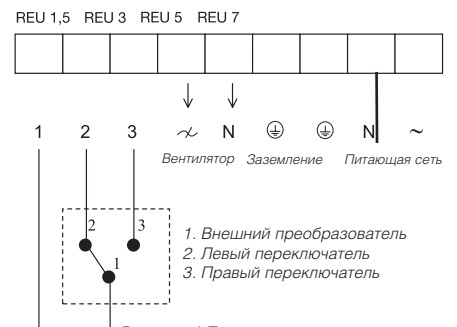 REU 1,5 REU 3 REU 5 REU 7
1 2 3 N N ~
Вентилятор Заземление Питающая сеть
2 3
1
1. Внешний преобразователь
2. Левый переключатель
3. Правый переключатель